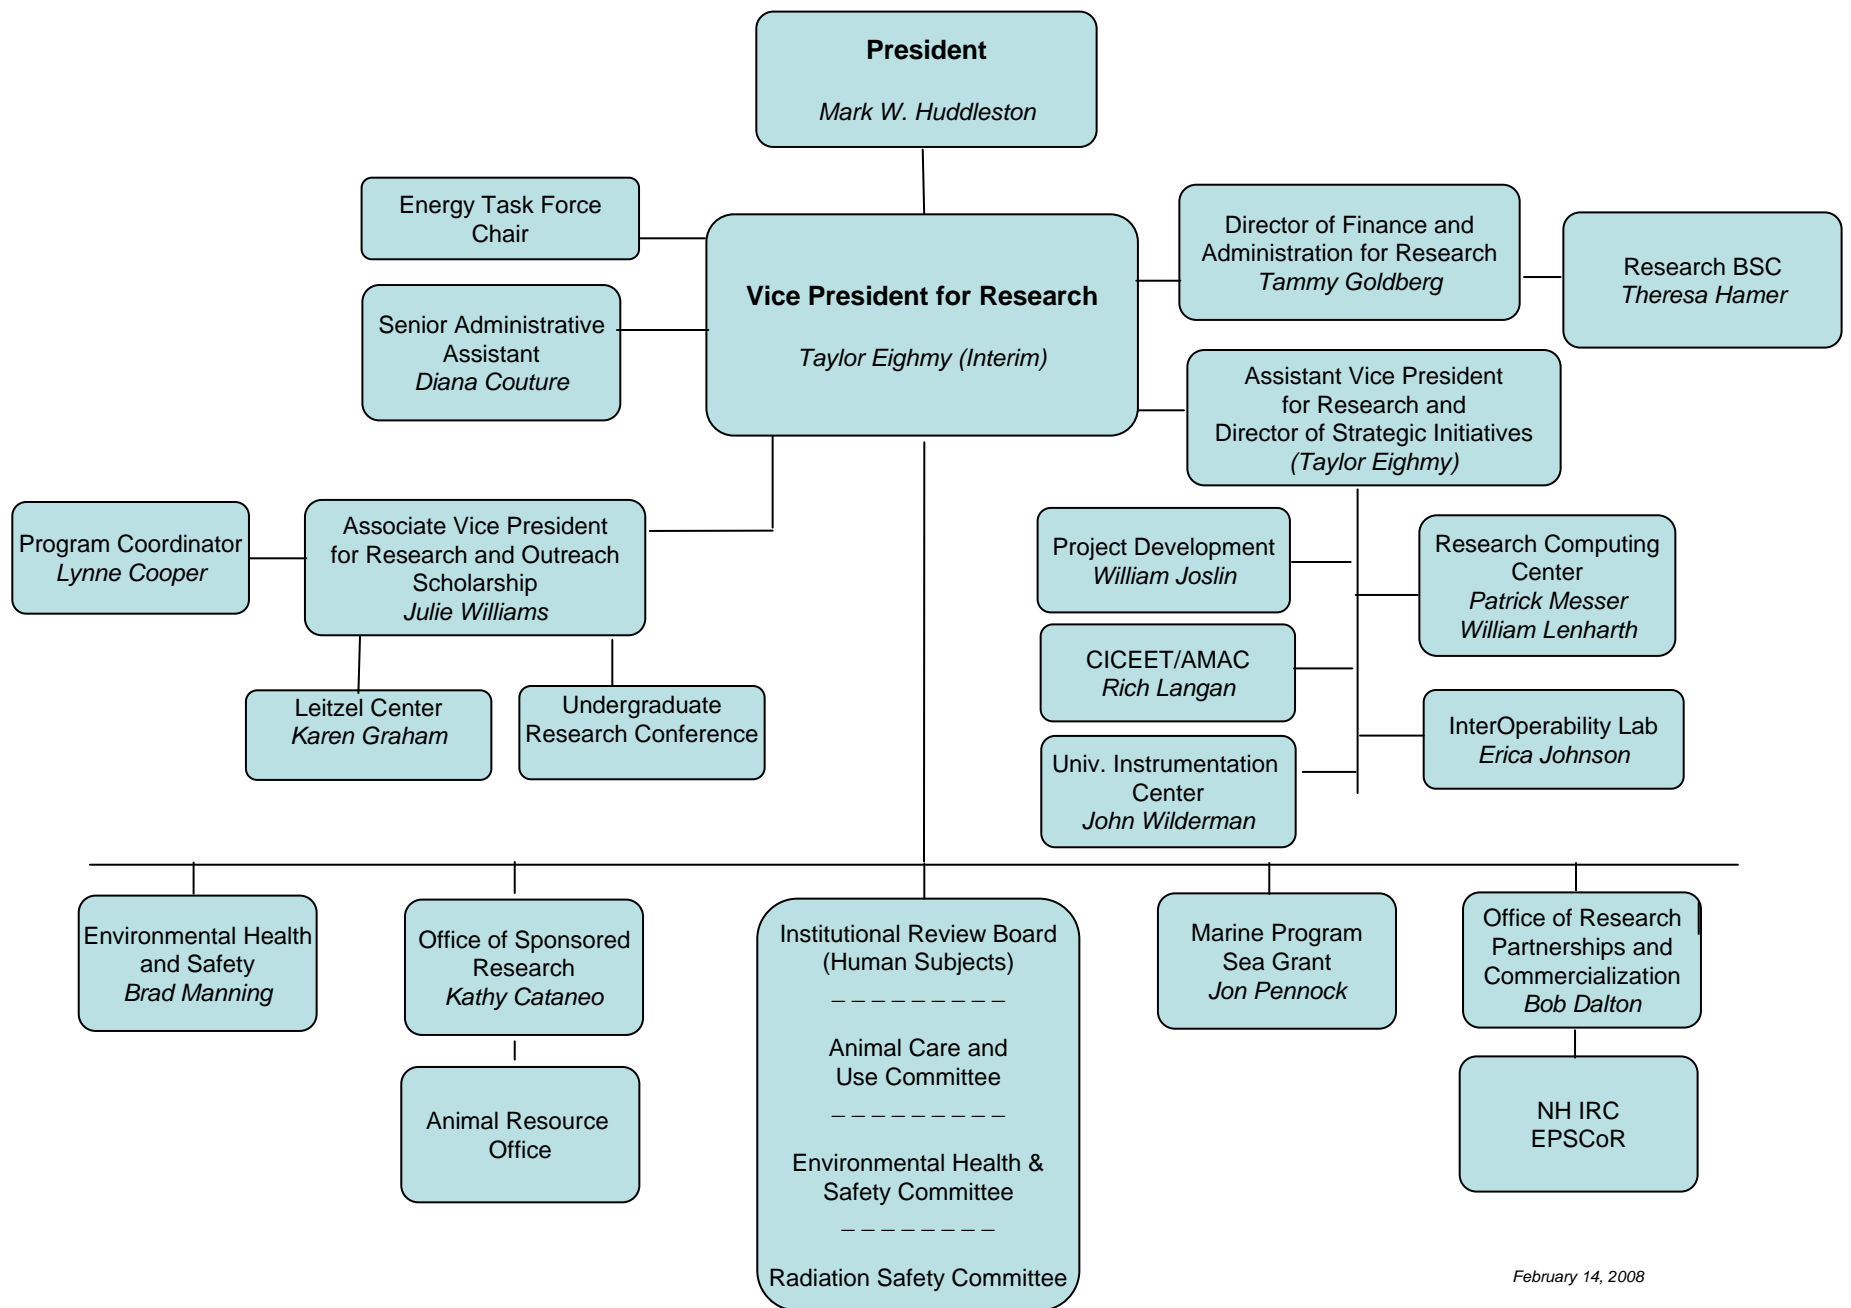 President
Mark W. Huddleston
Energy Task Force
Chair
Senior Administrative
Assistant
Diana Couture
Vice President for Research
Taylor Eighmy (Interim)
Director of Finance and
Administration for Research
Tammy Goldberg
Research BSC
Theresa Hamer
Assistant Vice President
for Research and
Director of Strategic Initiatives
(Taylor Eighmy)
Program Coordinator
Lynne Cooper
Associate Vice President
for Research and Outreach
Scholarship
Julie Williams
Leitzel Center
Karen Graham
Undergraduate
Research Conference
Project Development
William Joslin
Research Computing
Center
Patrick Messer
William Lenharth
CICEET/AMAC
Rich Langan
InterOperability Lab
Erica Johnson
Univ. Instrumentation
Center
John Wilderman
Environmental Health
and Safety
Brad Manning
Office of Sponsored
Research
Kathy Cataneo
Animal Resource
Office
Institutional Review Board
(Human Subjects)
_ _ _ _ _ _ _ _ _
Animal Care and
Use Committee
_ _ _ _ _ _ _ _ _
Environmental Health &
Safety Committee
_ _ _ _ _ _ _ _
Radiation Safety Committee
Marine Program
Sea Grant
Jon Pennock
Office of Research
Partnerships and
Commercialization
Bob Dalton
NH IRC
EPSCoR
February 14, 2008